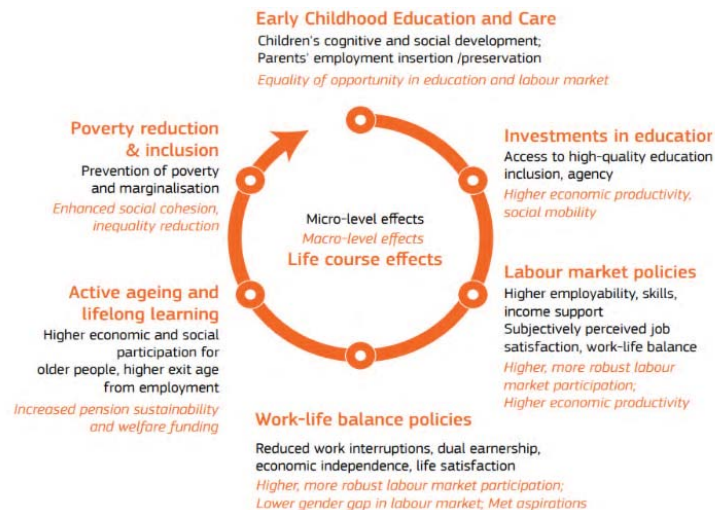 Early Childhood Education and Care
Children's cognitive and social development;
Parents' employment insertion /preservation
Equality of opportunity in education and labour market
Investments in education
Access to high-quality education
inclusion, agency
Higher economic productivity,
social mobility
Labour market policies
Higher employability, skills,
income support
Subjectively perceived job
satisfaction, work-life balance
Higher, more robust labour
market participation;
Higher economic productivity
Work-life balance policies
Reduced work interruptions, dual earnership,
economic independence, life satisfaction
Higher, more robust labour market participation;
Lower gender gap in labour market; Met aspirations
Active ageing and
lifelong learning
Higher economic and social
participation for
older people, higher exit age
from employment
Increased pension sustainability
and welfare funding
Poverty reduction
& inclusion
Prevention of poverty
and marginalisation
Enhanced social cohesion,
inequality reduction
Micro-level effects
Macro-level effects
Life course effects